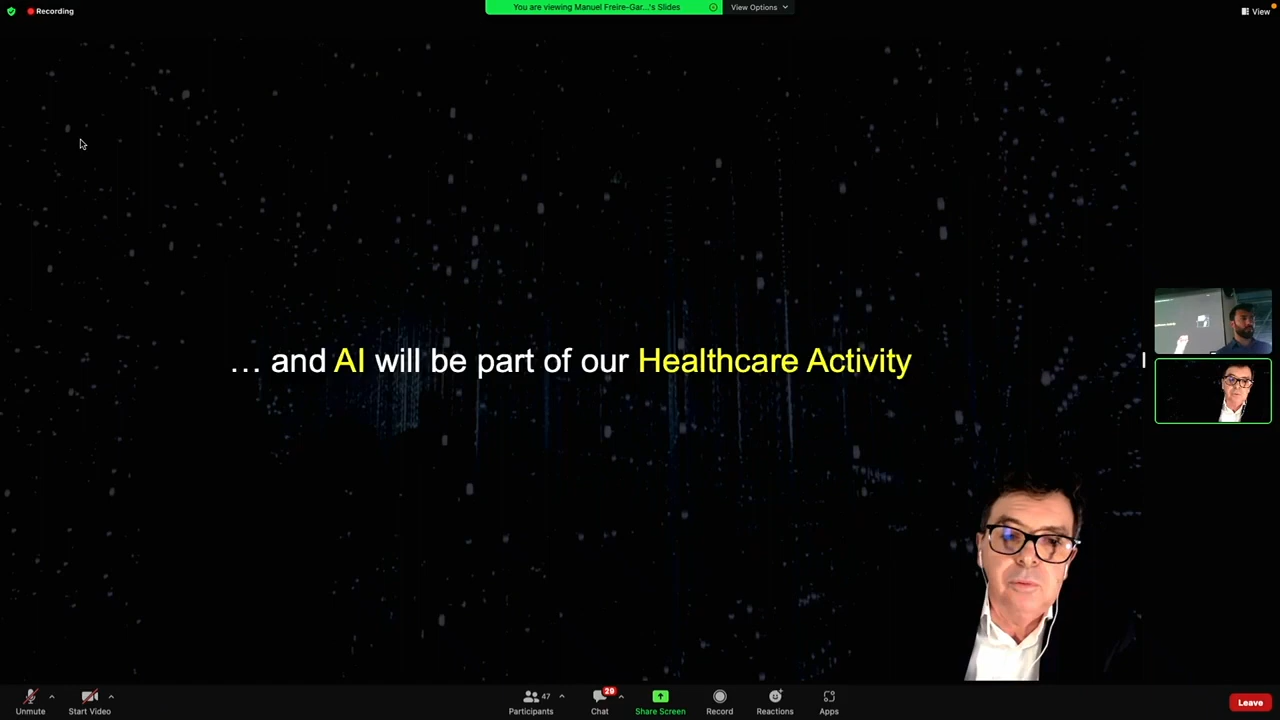 Recording
You are viewing Manuel Freire-Gar...'s Slides
View Options
View
… and AI will be part of our Healthcare Activity
Unmute
Start Video
47
Participants
29
Chat
Share Screen
Record
Reactions
Apps
Leave